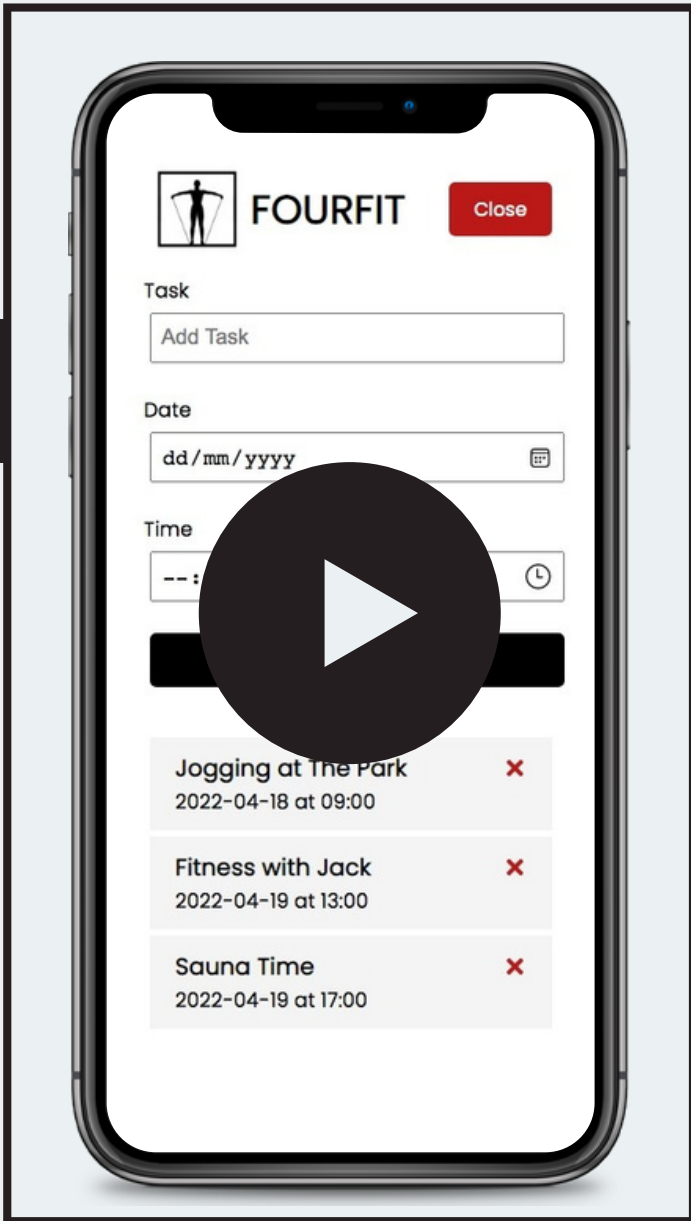 FOURFIT
Close
Task
Add Task
Date
dd/mm/yyyy
Time
--:
Jogging at The Park
2022-04-18 at 09:00
Fitness with Jack
2022-04-19 at 13:00
Sauna Time
2022-04-19 at 17:00